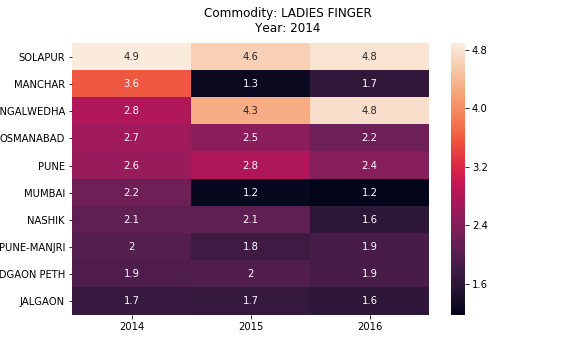 Commodity: LADIES FINGER
Year: 2014
SOLAPUR 4.9 4.6 4.8
MANCHAR 3.6 1.3 1.7
NGALWEDHA 2.8 4.3 4.8
OSMANABAD 2.7 2.5 2.2
PUNE 2.6 2.8 2.4
MUMBAI 2.2 1.2 1.2
NASHIK 2.1 2.1 1.6
PUNE-MANJRI 2 1.8 1.9
DGAON PETH 1.9 2 1.9
JALGAON 1.7 1.7 1.6
2014 2015 2016
4.8
4.0
3.2
2.4
1.6